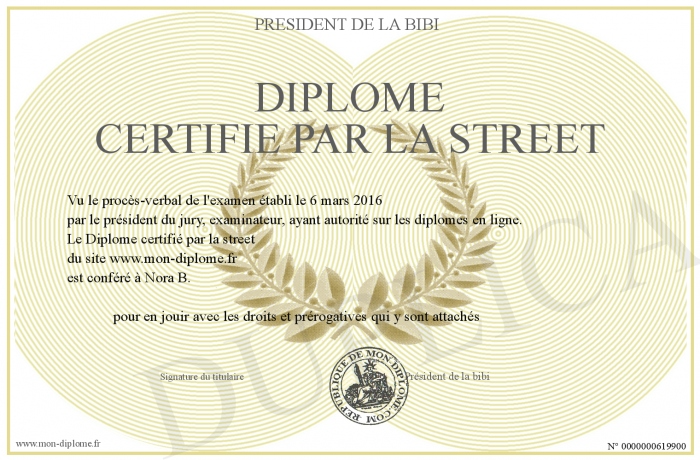 PRESIDENT DE LA BIBI
DIPLOME
CERTIFIE PAR LA STREET
Vu le procès-verbal de l'examen établi le 6 mars 2016
par le président du jury, examinateur, ayant autorité sur les diplomes en ligne.
Le Diplome certifié par la street
du site www.mon-diplome.fr
est conféré à Nora B.
pour en jouir avec les droits et prérogatives qui y sont attachés
Signature du titulaire
Président de la bibi
REPUBLIQUE DE MON-DIPLOME.COM
DUPLICATA
www.mon-diplome.fr
N° 0000000619900